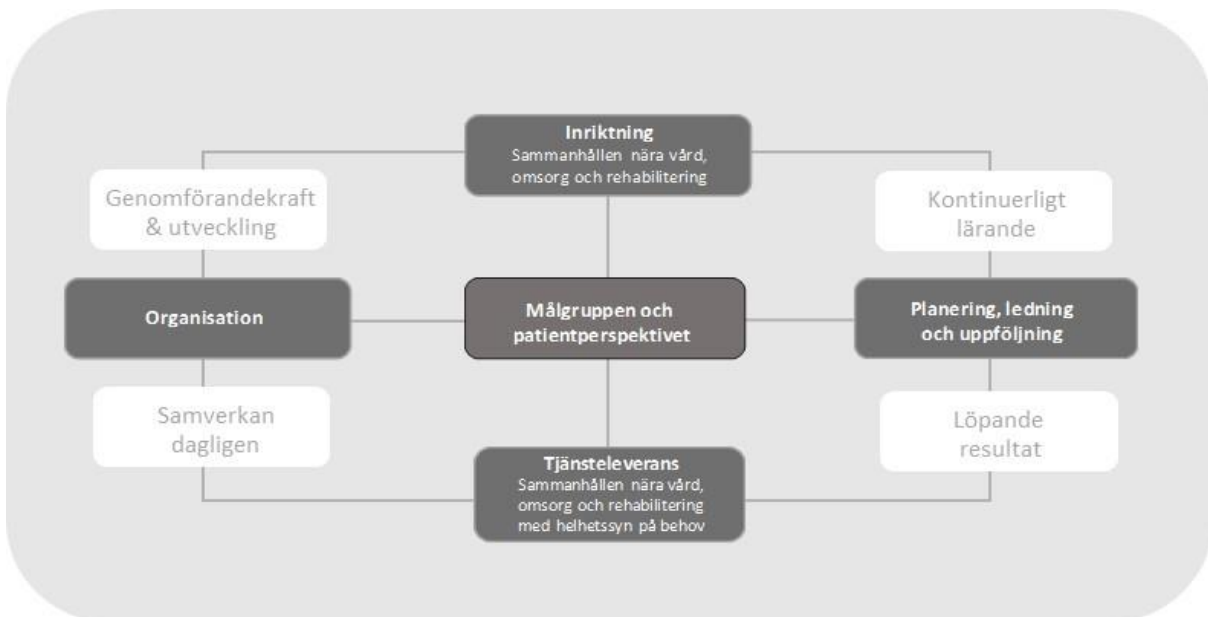 Inriktning
Sammanhållen nära vård,
omsorg och rehabilitering
Genomförandekraft
& utveckling
Kontinuerligt
lärande
Organisation
Målgruppen och
patientperspektivet
Planering, ledning
och uppföljning
Samverkan
dagligen
Löpande
resultat
Tjänsteleverans
Sammanhållen nära vård,
omsorg och rehabilitering
med helhetssyn på behov